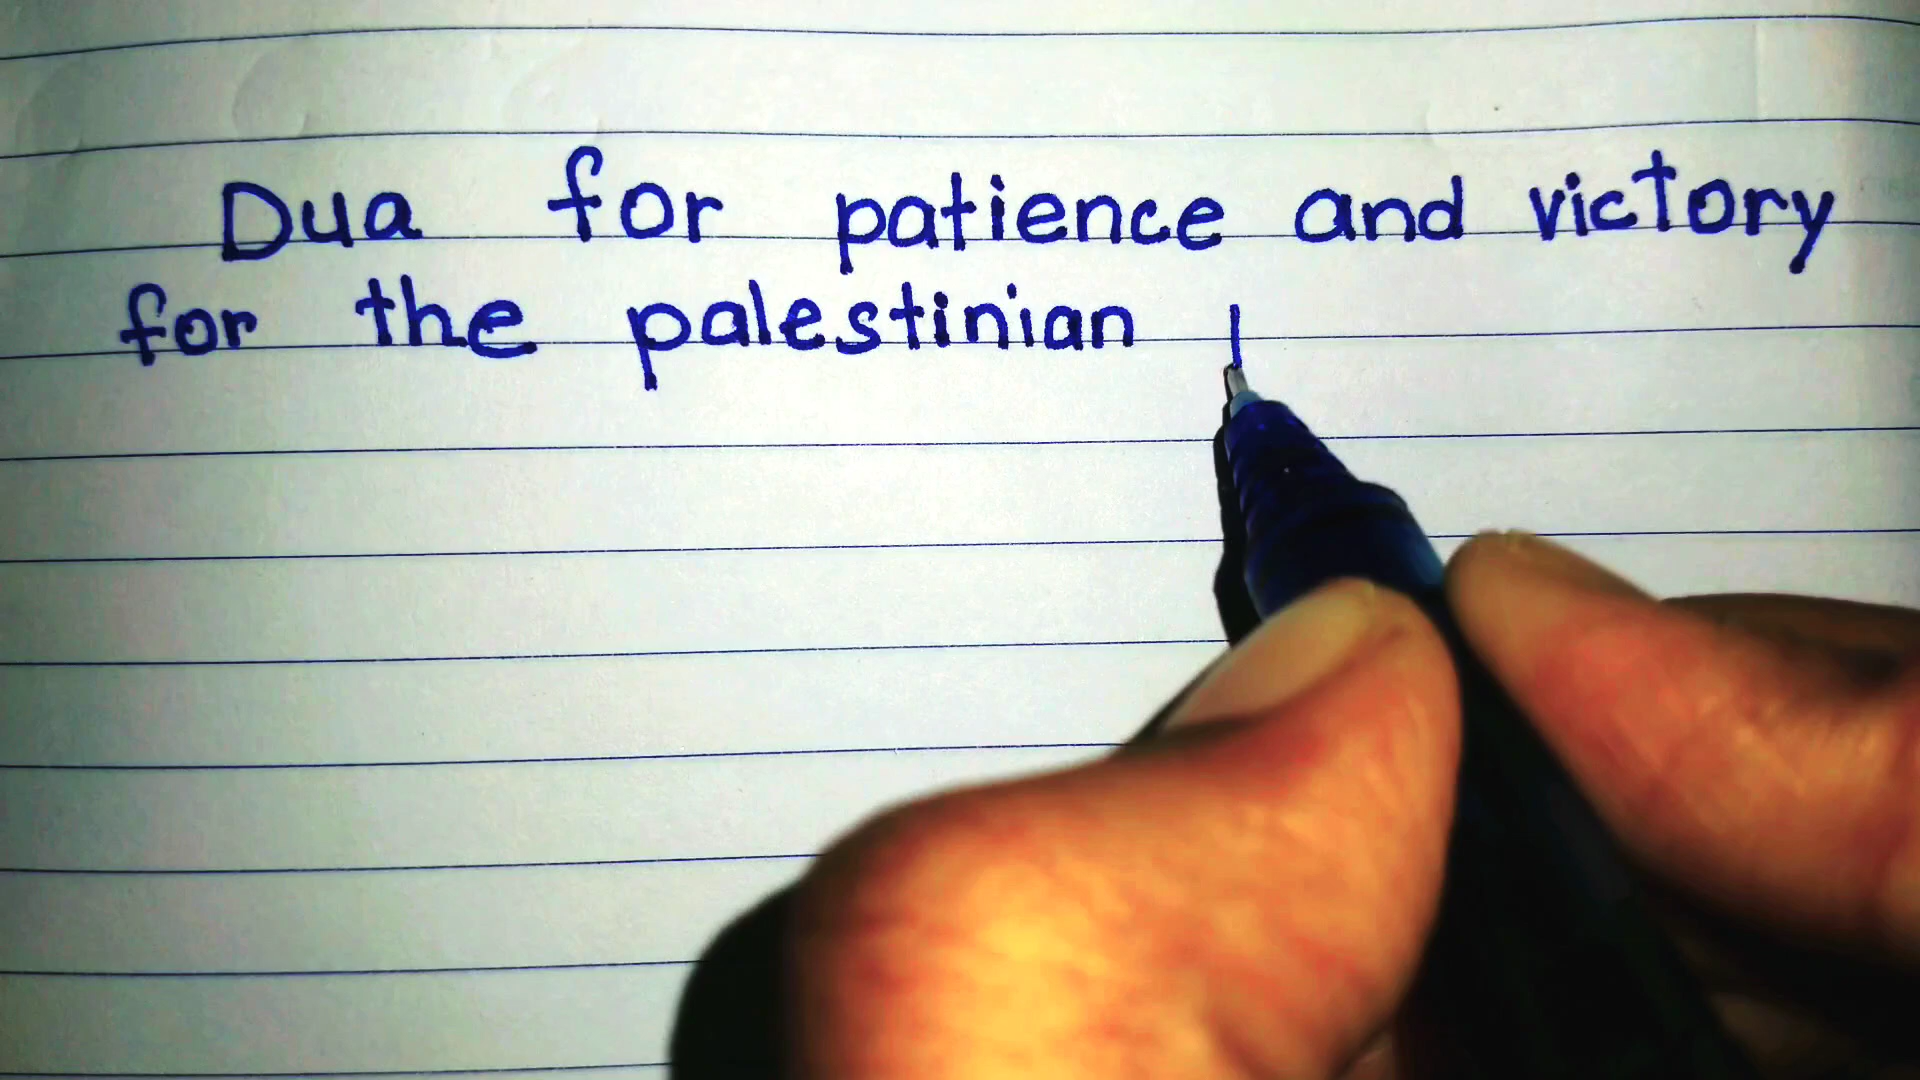 Dua for patience and victory
for the palestinian